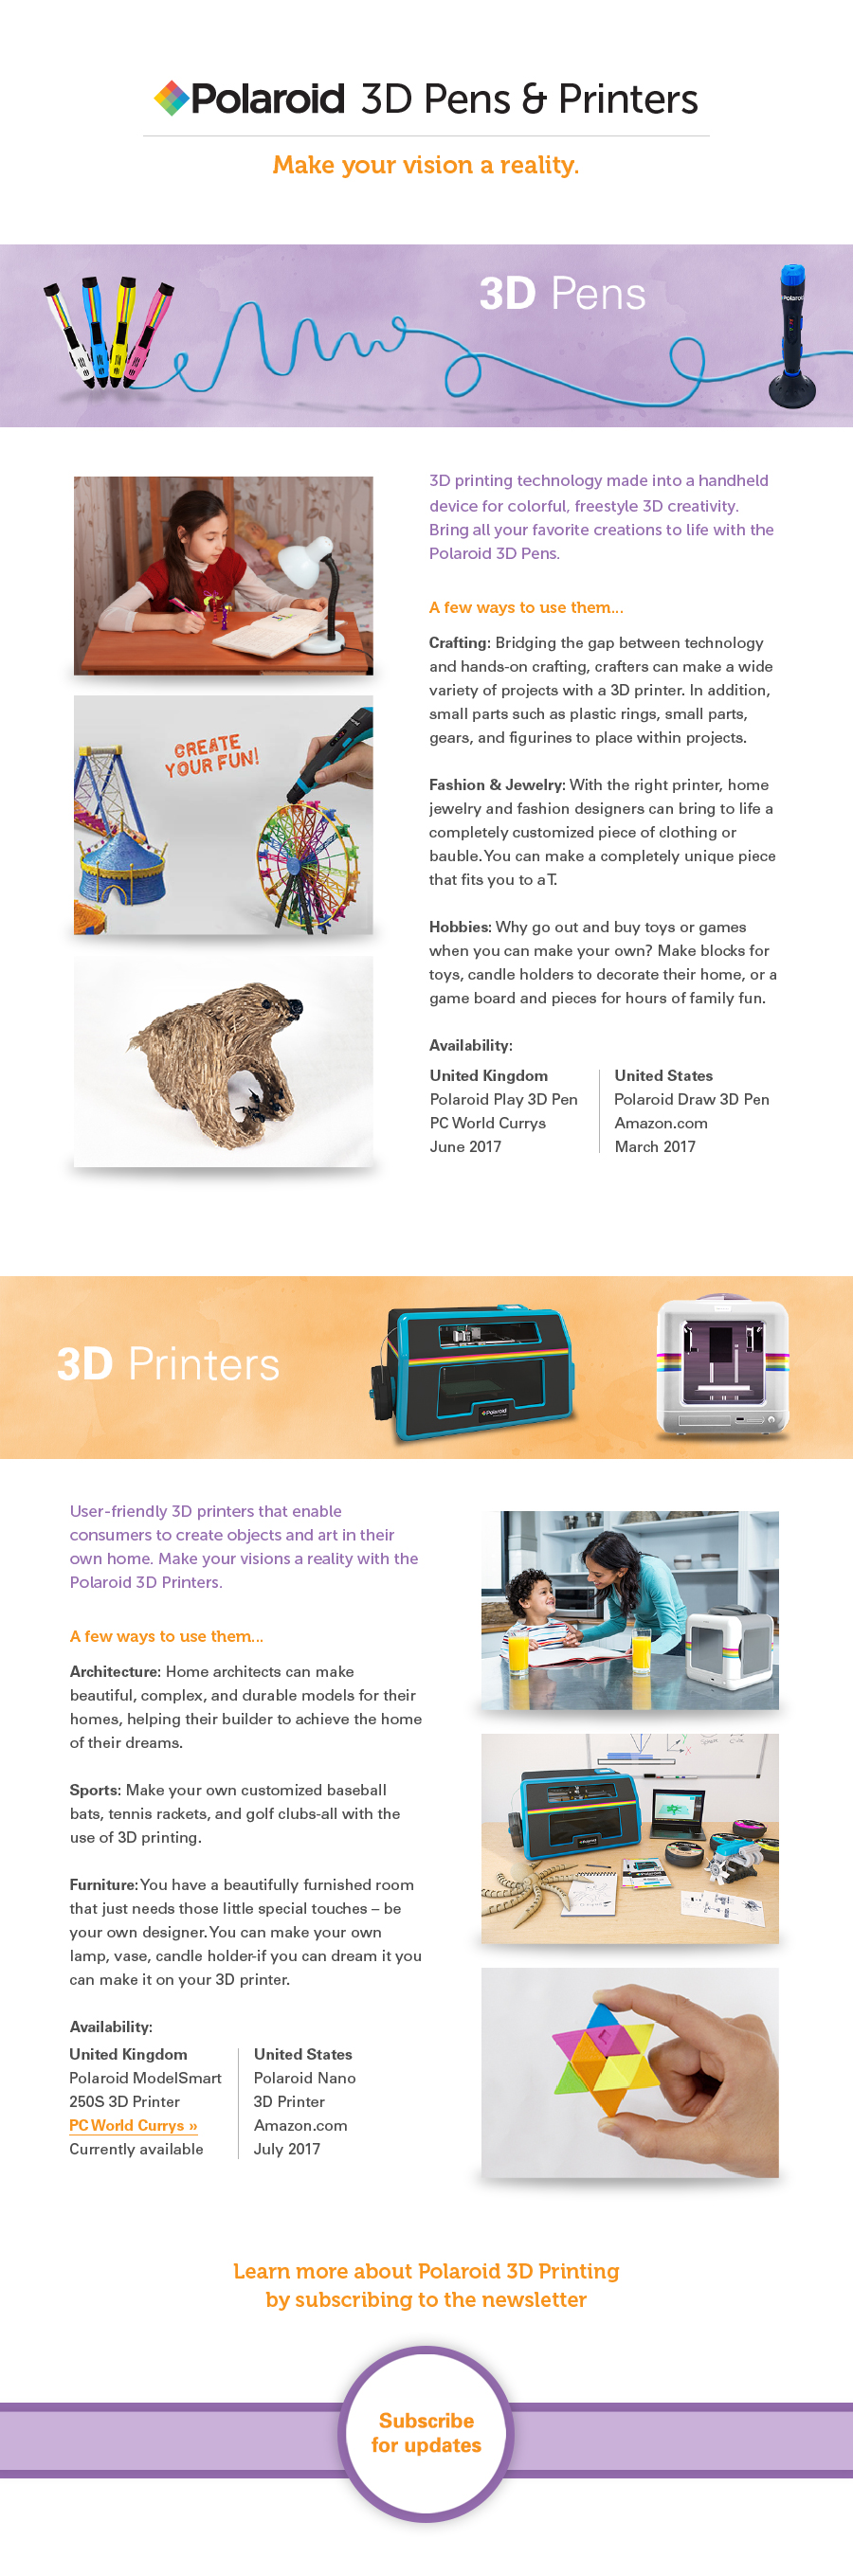 Polaroid 3D Pens & Printers
Make your vision a reality.
3D Pens
Polaroid
3D printing technology made into a handheld
device for colorful, freestyle 3D creativity.
Bring all your favorite creations to life with the
Polaroid 3D Pens.
A few ways to use them...
Crafting: Bridging the gap between technology
and hands-on crafting, crafters can make a wide
variety of projects with a 3D printer. In addition,
small parts such as plastic rings, small parts,
gears, and figurines to place within projects.
Fashion & Jewelry: With the right printer, home
jewelry and fashion designers can bring to life a
completely customized piece of clothing or
bauble. You can make a completely unique piece
that fits you to a T.
Hobbies: Why go out and buy toys or games
when you can make your own? Make blocks for
toys, candle holders to decorate their home, or a
game board and pieces for hours of family fun.
Availability:
United Kingdom
Polaroid Play 3D Pen
PC World Currys
June 2017
United States
Polaroid Draw 3D Pen
Amazon.com
March 2017
CREATE
YOUR FUN!
3D Printers
Polaroid
User-friendly 3D printers that enable
consumers to create objects and art in their
own home. Make your visions a reality with the
Polaroid 3D Printers.
A few ways to use them...
Architecture: Home architects can make
beautiful, complex, and durable models for their
homes, helping their builder to achieve the home
of their dreams.
Sports: Make your own customized baseball
bats, tennis rackets, and golf clubs-all with the
use of 3D printing.
Furniture: You have a beautifully furnished room
that just needs those little special touches – be
your own designer. You can make your own
lamp, vase, candle holder-if you can dream it you
can make it on your 3D printer.
Availability:
United Kingdom
Polaroid ModelSmart
250S 3D Printer
PC World Currys »
Currently available
United States
Polaroid Nano
3D Printer
Amazon.com
July 2017
Polaroid
Learn more about Polaroid 3D Printing
by subscribing to the newsletter
Subscribe
for updates